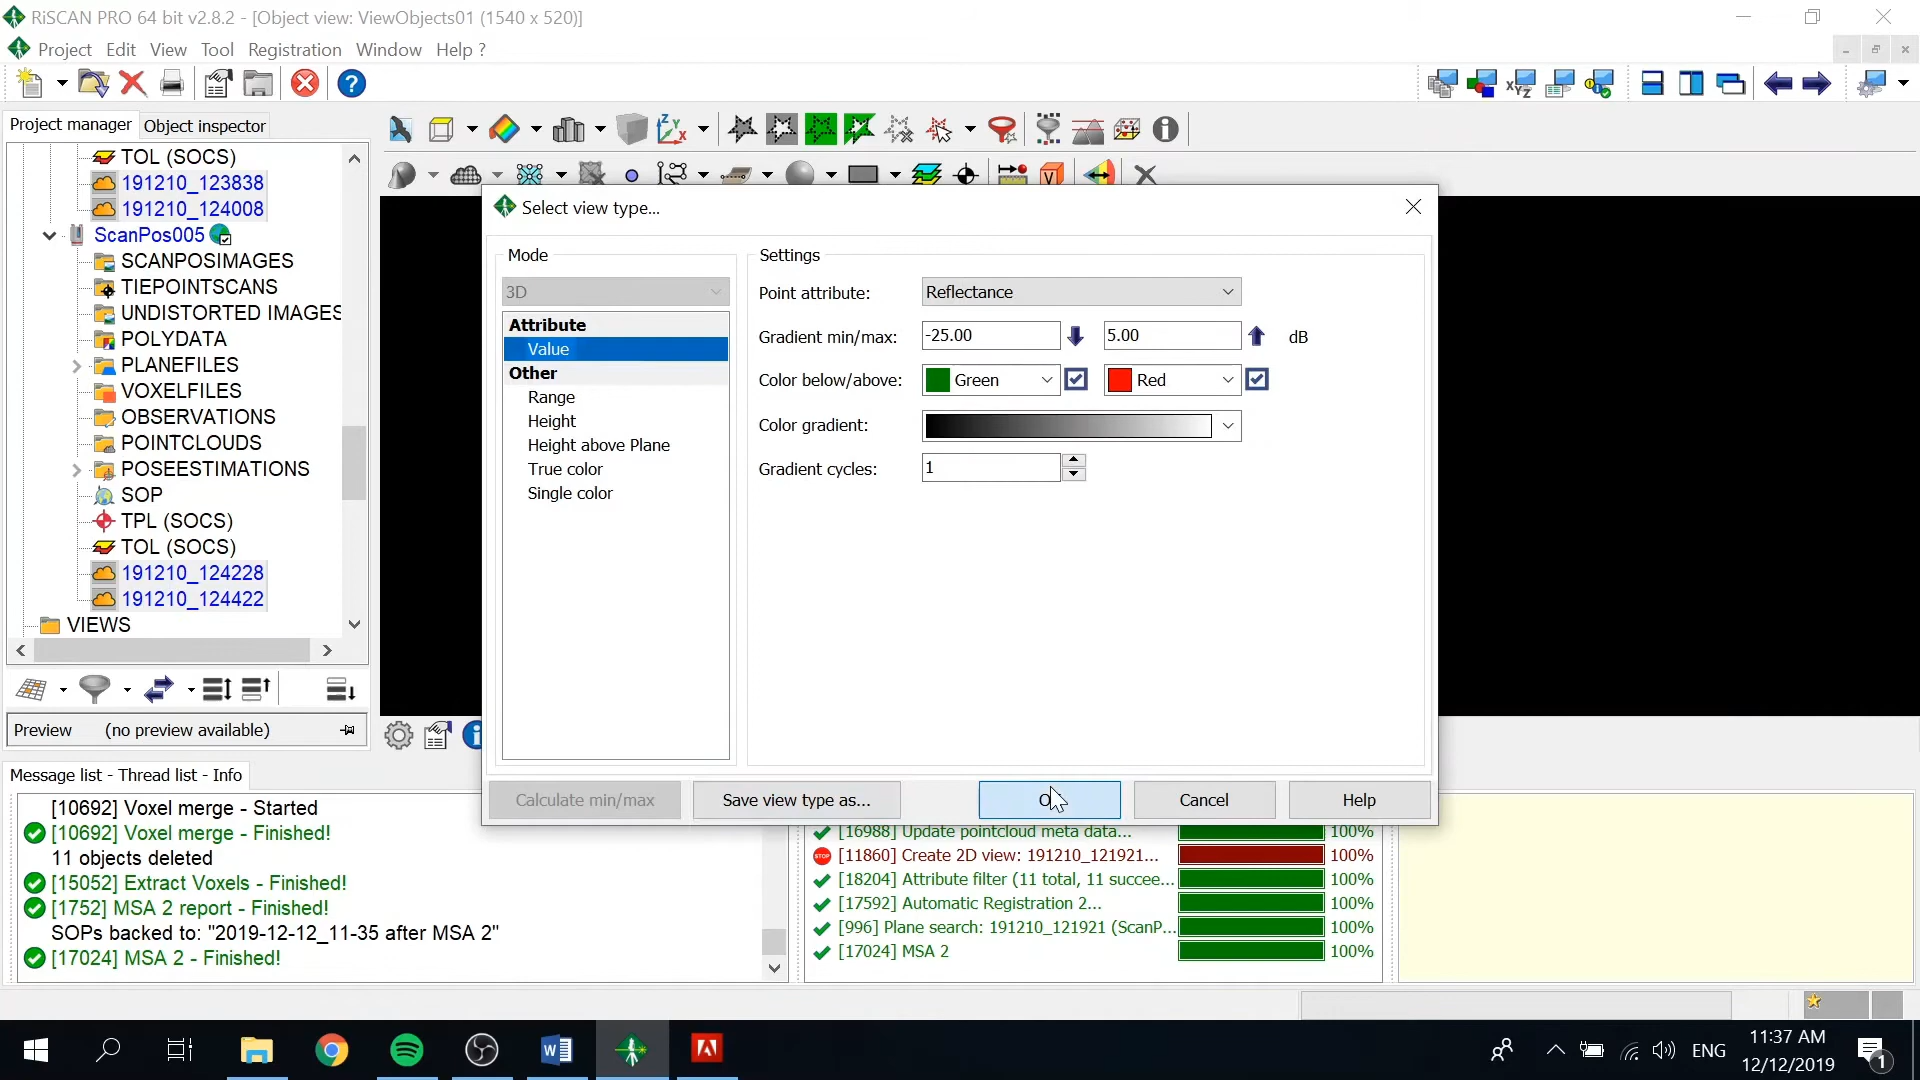 RiSCAN PRO 64 bit v2.8.2 - [Object view: ViewObjects01 (1540 x 520)]
Project Edit View Tool Registration Window Help ?
Project manager Object inspector
TOL (SOCS)
191210_123838
191210_124008
ScanPos005
SCANPOSIMAGES
TIEPOINTSCANS
UNDISTORTED IMAGES
POLYDATA
PLANEFILES
VOXELFILES
OBSERVATIONS
POINTCLOUDS
POSEESTIMATIONS
SOP
TPL (SOCS)
TOL (SOCS)
191210_124228
191210_124422
VIEWS
Preview (no preview available)
Select view type...
Mode
3D
Attribute
Value
Other
Range
Height
Height above Plane
True color
Single color
Settings
Point attribute: Reflectance
Gradient min/max: -25.00 5.00 dB
Color below/above: Green Red
Color gradient:
Gradient cycles: 1
Calculate min/max Save view type as... Cancel Help
Message list - Thread list - Info
[10692] Voxel merge - Started
[10692] Voxel merge - Finished!
11 objects deleted
[15052] Extract Voxels - Finished!
[1752] MSA 2 report - Finished!
SOPs backed to: "2019-12-12_11-35 after MSA 2"
[17024] MSA 2 - Finished!
[16988] Update pointcloud meta data... 100%
[11860] Create 2D view: 191210_121921... 100%
[18204] Attribute filter (11 total, 11 succee... 100%
[17592] Automatic Registration 2... 100%
[996] Plane search: 191210_121921 (ScanP... 100%
[17024] MSA 2 100%
ENG
11:37 AM
12/12/2019
1